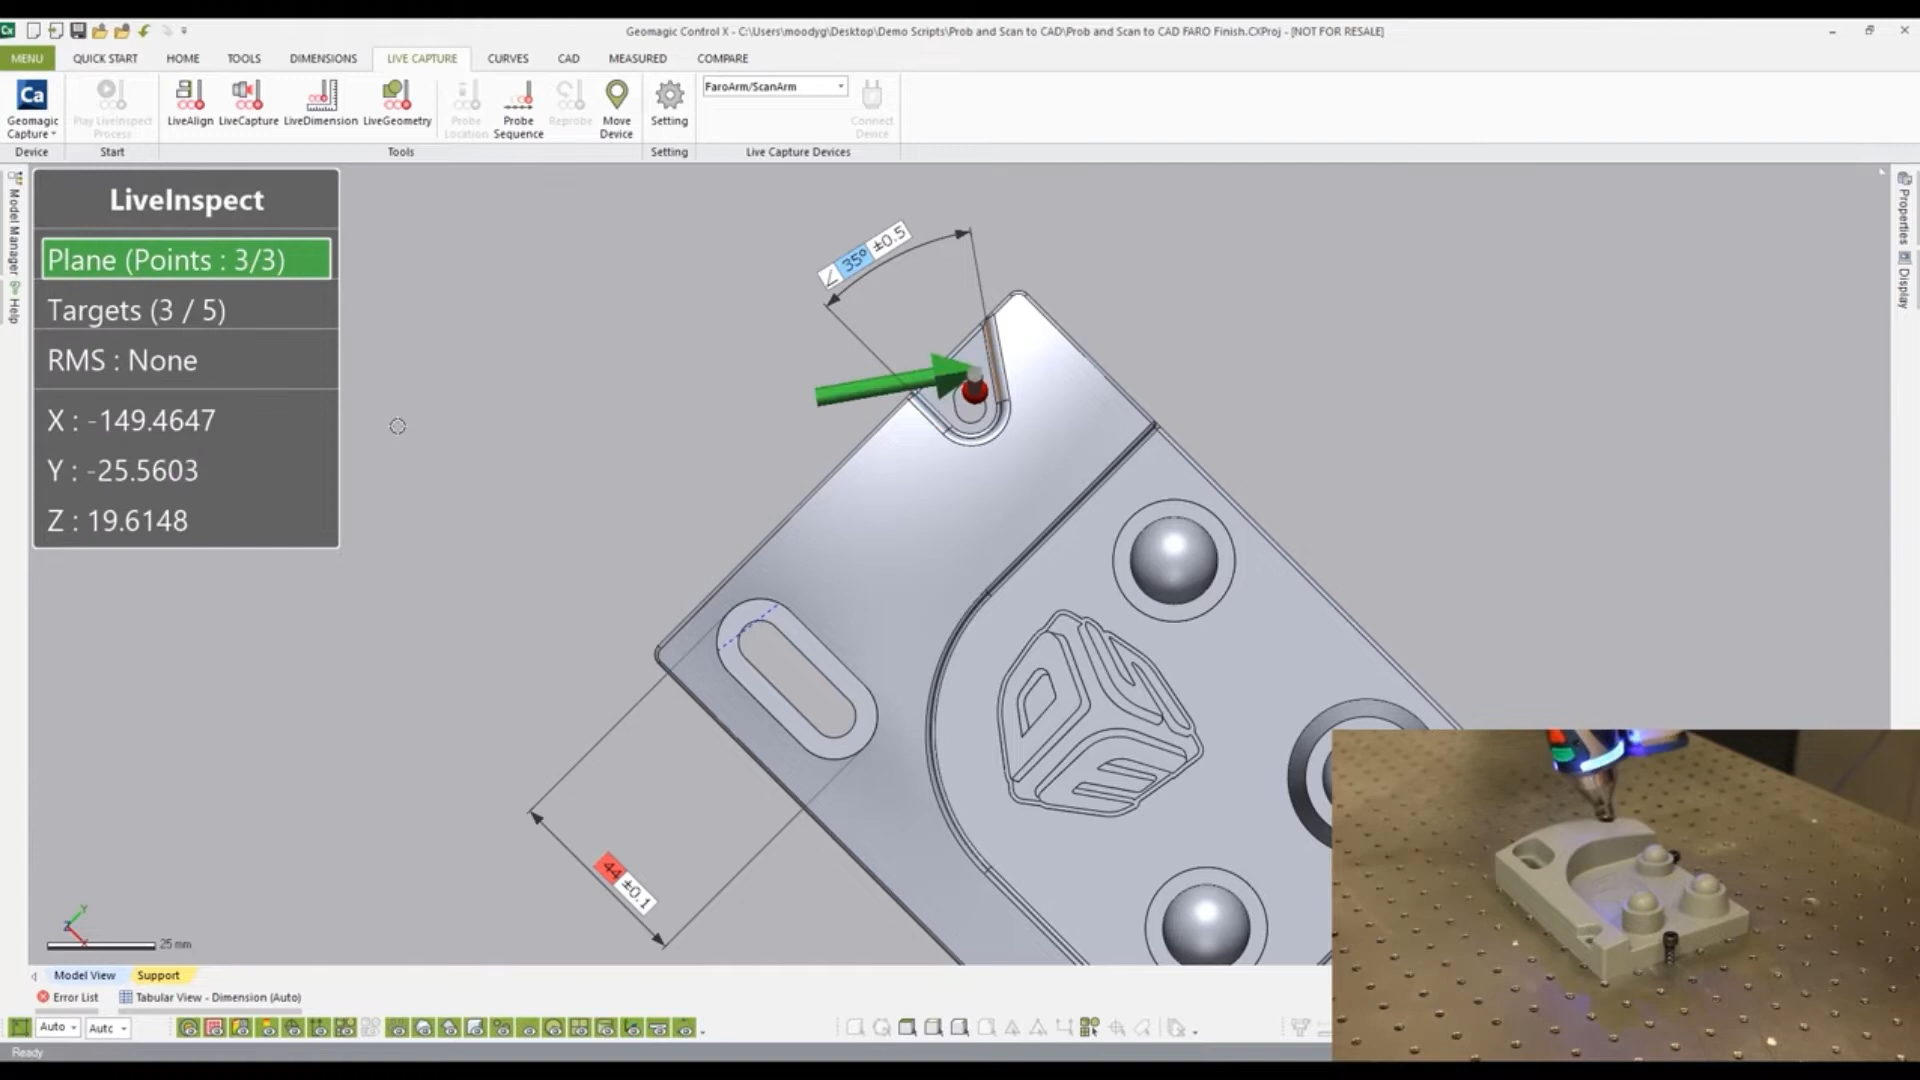 Geomagic Control X - C:\Users\moodyg\Desktop\Demo Scripts\Prob and Scan to CAD\Prob and Scan to CAD FARO Finish.CXProj - [NOT FOR RESALE]
MENU QUICK START HOME TOOLS DIMENSIONS LIVE CAPTURE CURVES CAD MEASURED COMPARE
Ca
Geomagic Capture
Play LiveInspect Process
LiveAlign
LiveCapture
LiveDimension
LiveGeometry
Probe Location
Probe Sequence
Reprobe
Move Device
Setting
FaroArm/ScanArm
Connect Device
Device Start Tools Setting Live Capture Devices
Model Manager
Help
Properties
Display
LiveInspect
Plane (Points : 3/3)
Targets (3 / 5)
RMS : None
X : -149.4647
Y : -25.5603
Z : 19.6148
35° ±0.5
44 ±0.1
Y
Z
X
25 mm
Model View Support
Error List Tabular View - Dimension (Auto)
Auto Autc
Ready